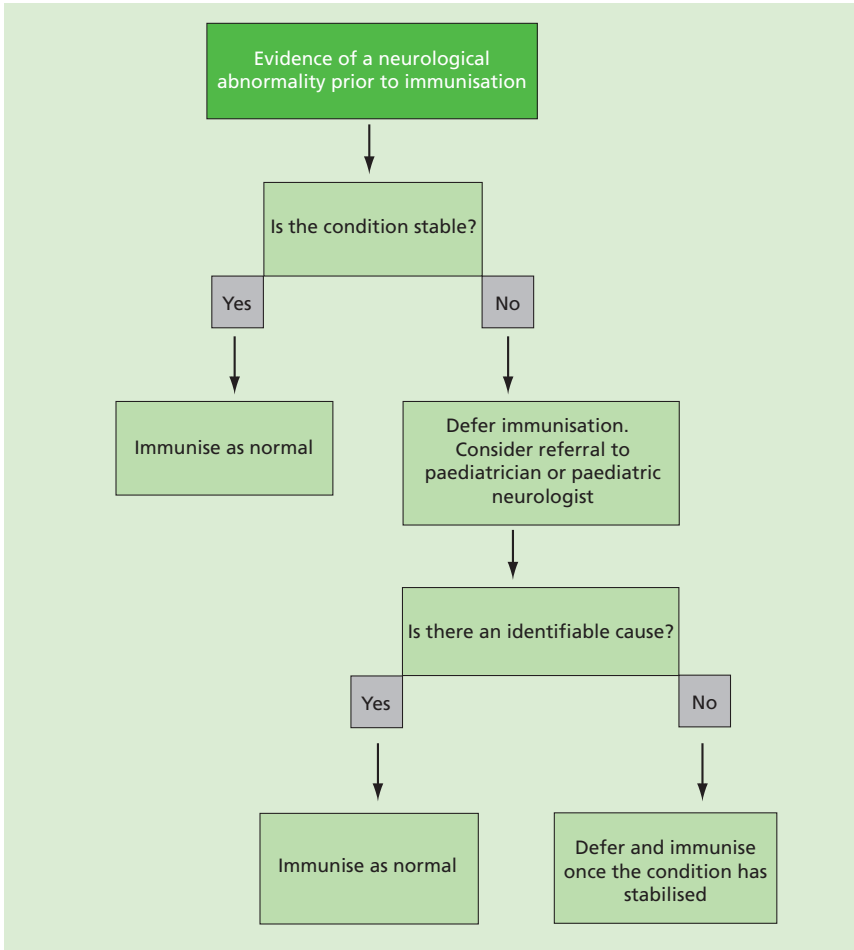 Evidence of a neurological
abnormality prior to immunisation
Is the condition stable?
Yes
No
Immunise as normal
Defer immunisation.
Consider referral to
paediatrician or paediatric
neurologist
Is there an identifiable cause?
Yes
No
Immunise as normal
Defer and immunise
once the condition has
stabilised